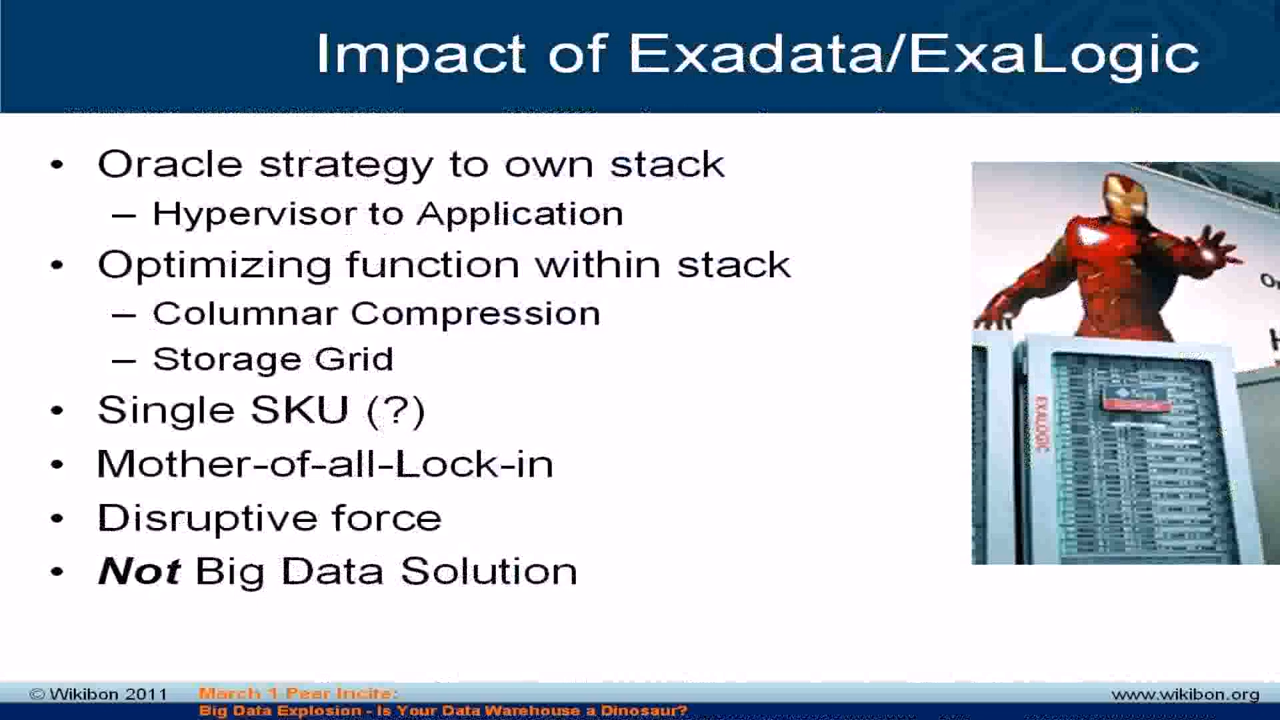 Impact of Exadata/ExaLogic
• Oracle strategy to own stack
– Hypervisor to Application
• Optimizing function within stack
– Columnar Compression
– Storage Grid
• Single SKU (?)
• Mother-of-all-Lock-in
• Disruptive force
• Not Big Data Solution
EXALOGIC
© Wikibon 2011
March 1 Peer Incite:
Big Data Explosion - Is Your Data Warehouse a Dinosaur?
www.wikibon.org